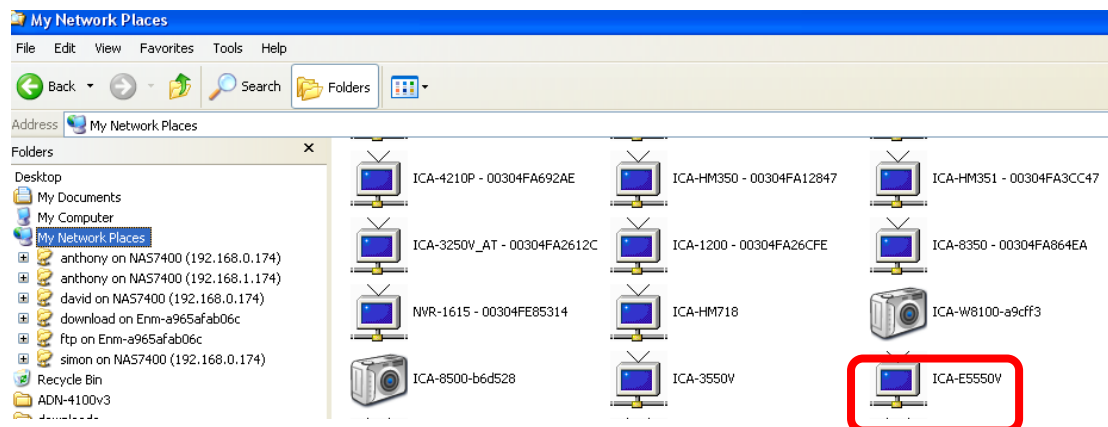 My Network Places
File Edit View Favorites Tools Help
Back Search Folders
Address My Network Places
Folders x
Desktop
My Documents
My Computer
My Network Places
anthony on NAS7400 (192.168.0.174)
anthony on NAS7400 (192.168.1.174)
david on NAS7400 (192.168.0.174)
download on Enm-a965afab06c
ftp on Enm-a965afab06c
simon on NAS7400 (192.168.0.174)
Recycle Bin
ADN-4100v3
ICA-4210P - 00304FA692AE ICA-HM350 - 00304FA12847 ICA-HM351 - 00304FA3CC47
ICA-3250V_AT - 00304FA2612C ICA-1200 - 00304FA26CFE ICA-8350 - 00304FA864EA
NVR-1615 - 00304FE85314 ICA-HM718 ICA-W8100-a9cff3
ICA-8500-b6d528 ICA-3550V ICA-E5550V